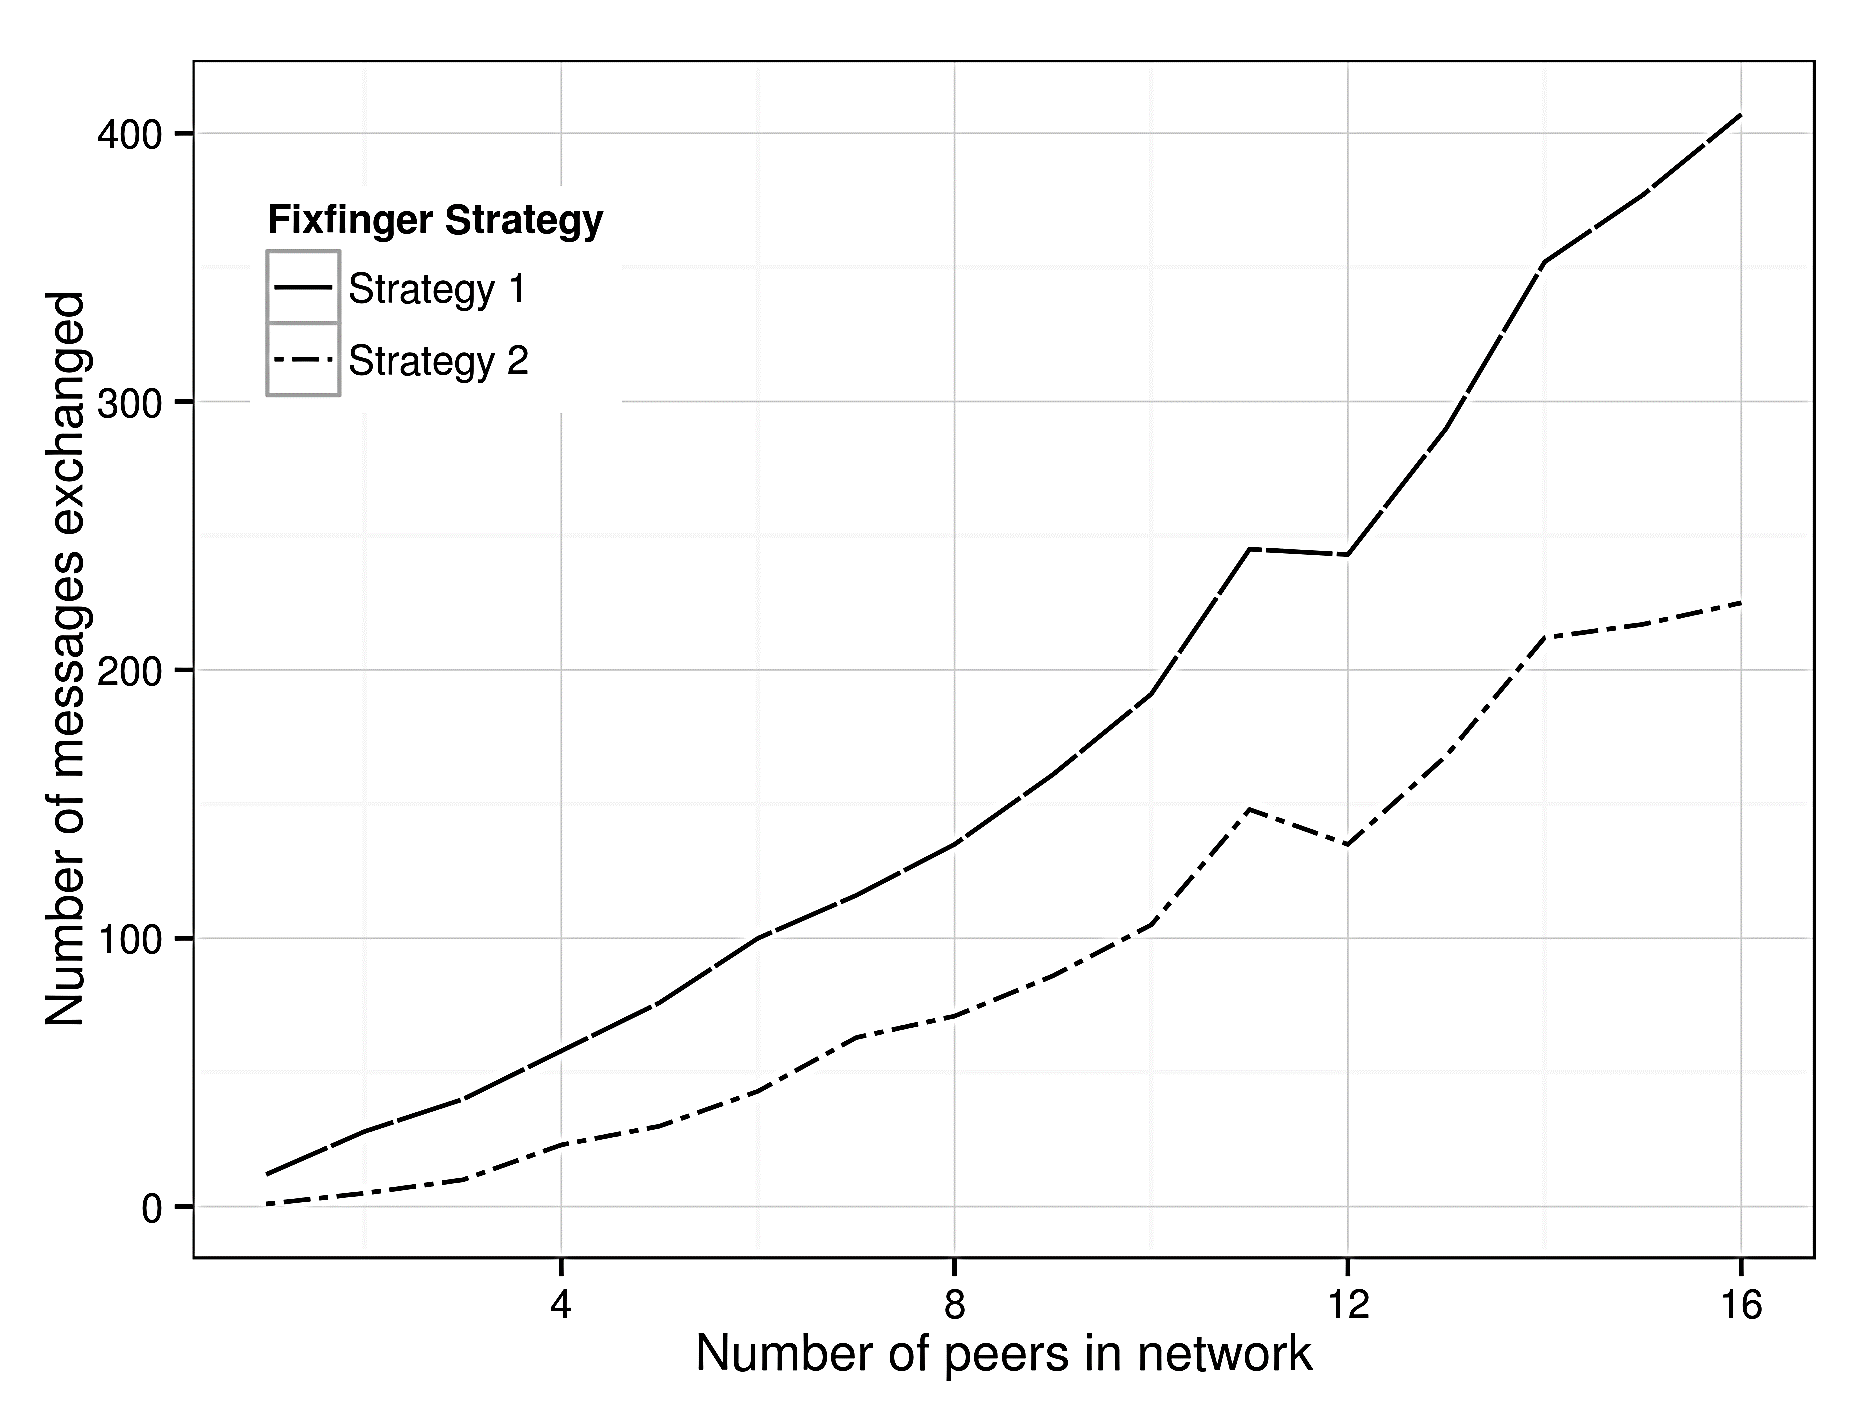 400
300
200
100
0
Number of messages exchanged
Fixfinger Strategy
Strategy 1
Strategy 2
4 8 12 16
Number of peers in network